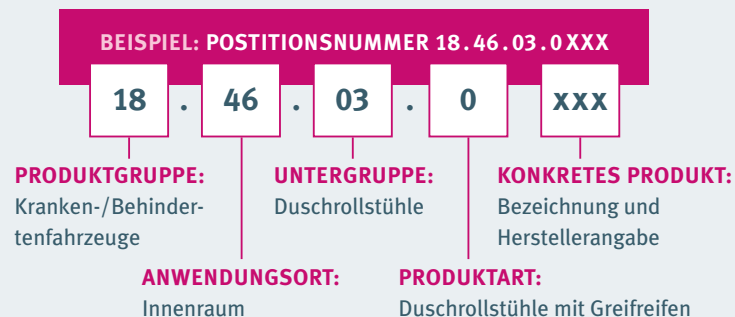 BEISPIEL: POSTITIONSNUMMER 18.46.03.0XXX
18 . 46 . 03 . 0 xxx
PRODUKTGRUPPE:
Kranken-/Behinder-
tenfahrzeuge
UNTERGRUPPE:
Duschrollstühle
KONKRETES PRODUKT:
Bezeichnung und
Herstellerangabe
ANWENDUNGSORT:
Innenraum
PRODUKTART:
Duschrollstühle mit Greifreifen